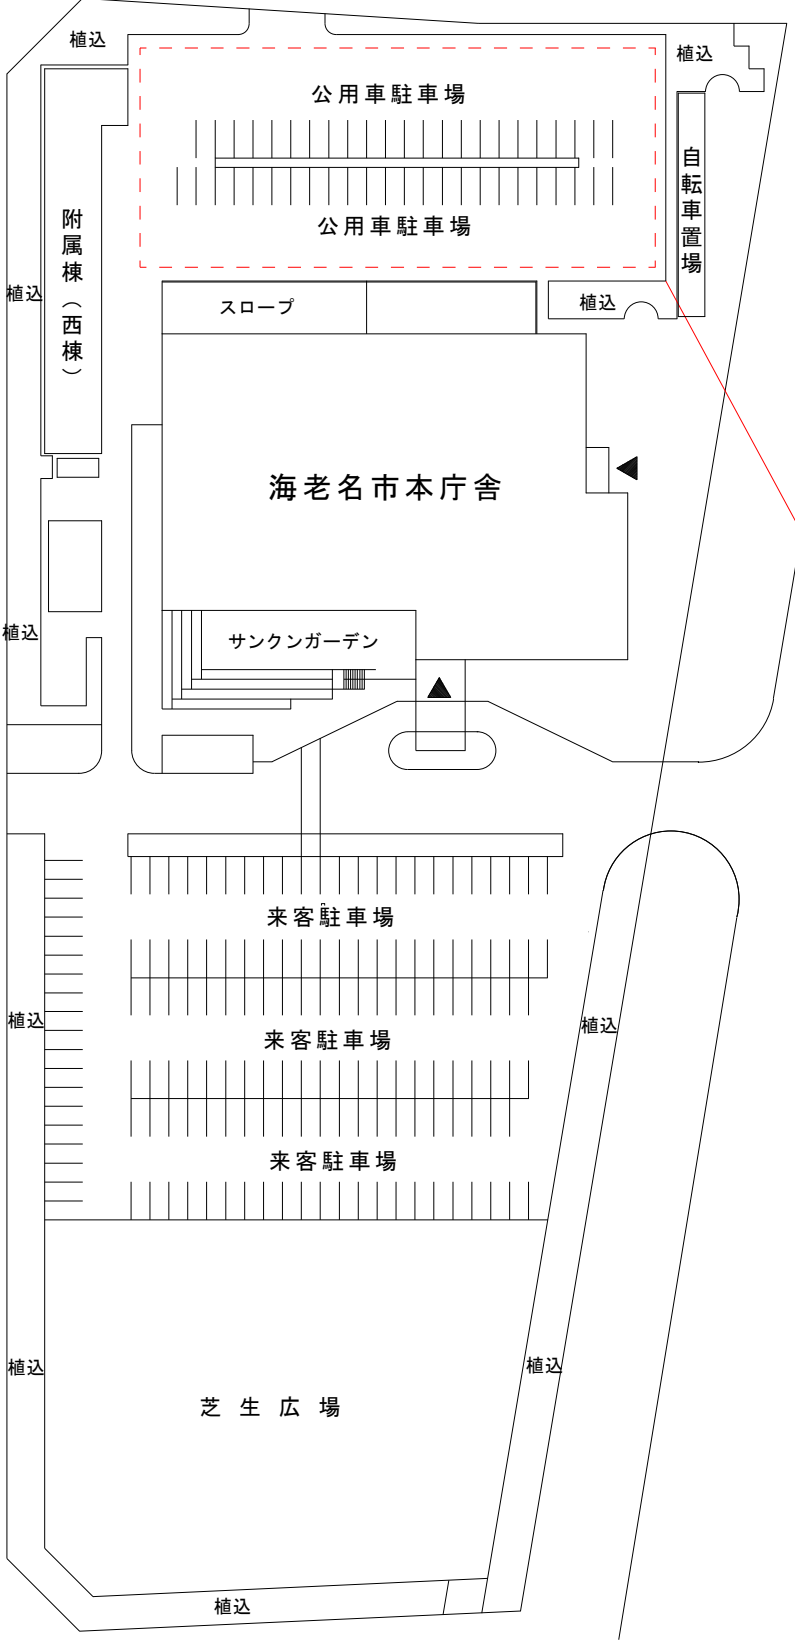 植込
植込
公用車駐車場
自転車置場
附属棟（西棟）
公用車駐車場
植込
スロープ
植込
海老名市本庁舎
植込
サンクンガーデン
来客駐車場
植込
植込
来客駐車場
来客駐車場
植込
植込
芝生広場
植込